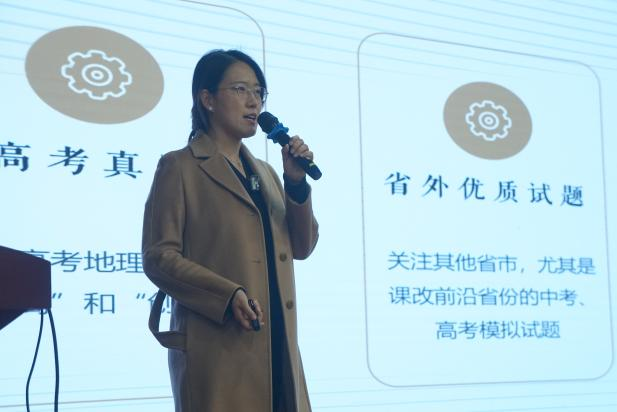 高考真
高考地理
”和“创
省外优质试题
关注其他省市，尤其是
课改前沿省份的中考、
高考模拟试题